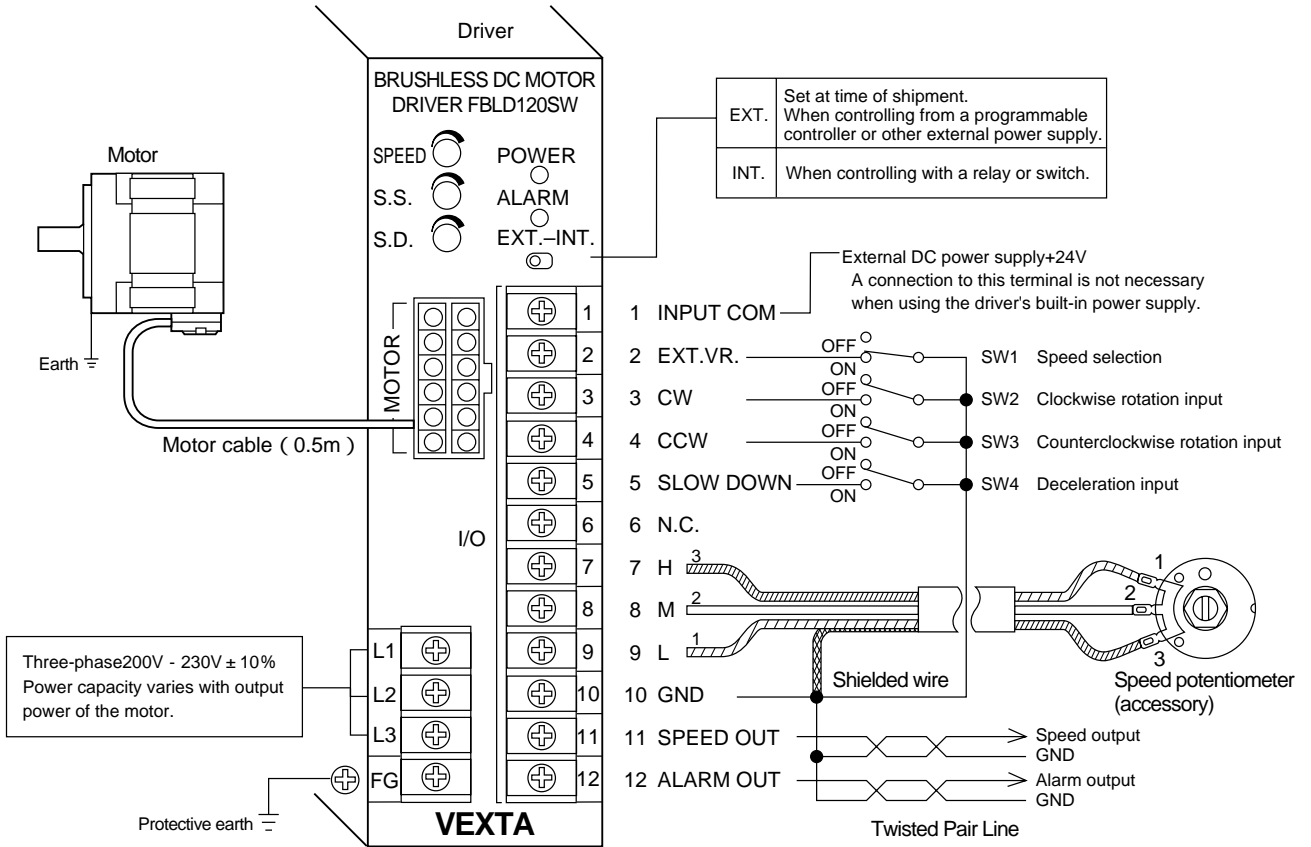 Driver
BRUSHLESS DC MOTOR
DRIVER FBLD120SW
SPEED
POWER
S.S.
ALARM
S.D.
EXT.–INT.
EXT.
Set at time of shipment.
When controlling from a programmable
controller or other external power supply.
INT.
When controlling with a relay or switch.
Motor
Earth
Motor cable ( 0.5m )
MOTOR
I/O
1
2
3
4
5
6
7
8
9
10
11
12
L1
L2
L3
FG
VEXTA
Three-phase200V - 230V ± 10%
Power capacity varies with output
power of the motor.
Protective earth
External DC power supply+24V
A connection to this terminal is not necessary
when using the driver's built-in power supply.
1 INPUT COM
2 EXT.VR. OFF ON SW1 Speed selection
3 CW OFF ON SW2 Clockwise rotation input
4 CCW OFF ON SW3 Counterclockwise rotation input
5 SLOW DOWN OFF ON SW4 Deceleration input
6 N.C.
7 H 3 1
8 M 2 2
9 L 1 3
Shielded wire
Speed potentiometer
(accessory)
10 GND
11 SPEED OUT Speed output
GND
12 ALARM OUT Alarm output
GND
Twisted Pair Line